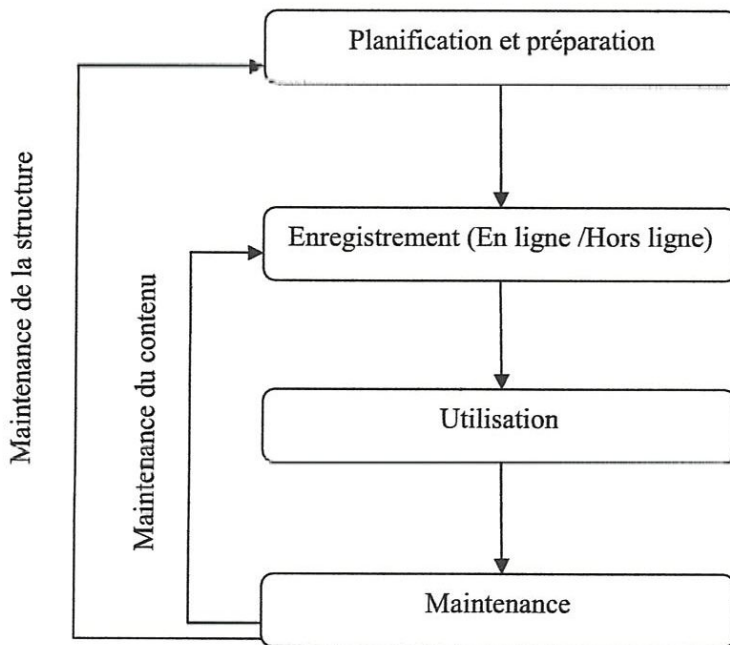 Planification et préparation
Maintenance de la structure
Enregistrement (En ligne /Hors ligne)
Maintenance du contenu
Utilisation
Maintenance